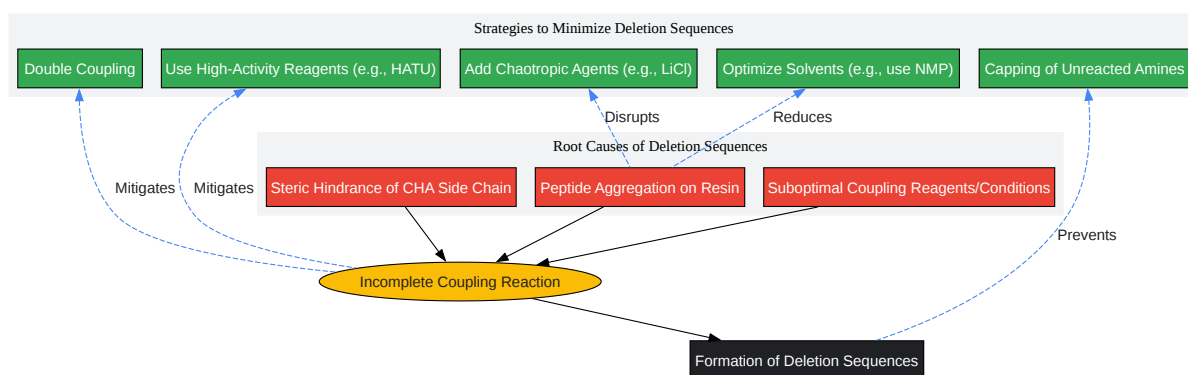 Strategies to Minimize Deletion Sequences
Double Coupling
Use High-Activity Reagents (e.g., HATU)
Add Chaotropic Agents (e.g., LiCl)
Optimize Solvents (e.g., use NMP)
Capping of Unreacted Amines
Disrupts
Reduces
Root Causes of Deletion Sequences
Mitigates
Mitigates
Steric Hindrance of CHA Side Chain
Peptide Aggregation on Resin
Suboptimal Coupling Reagents/Conditions
Prevents
Incomplete Coupling Reaction
Formation of Deletion Sequences